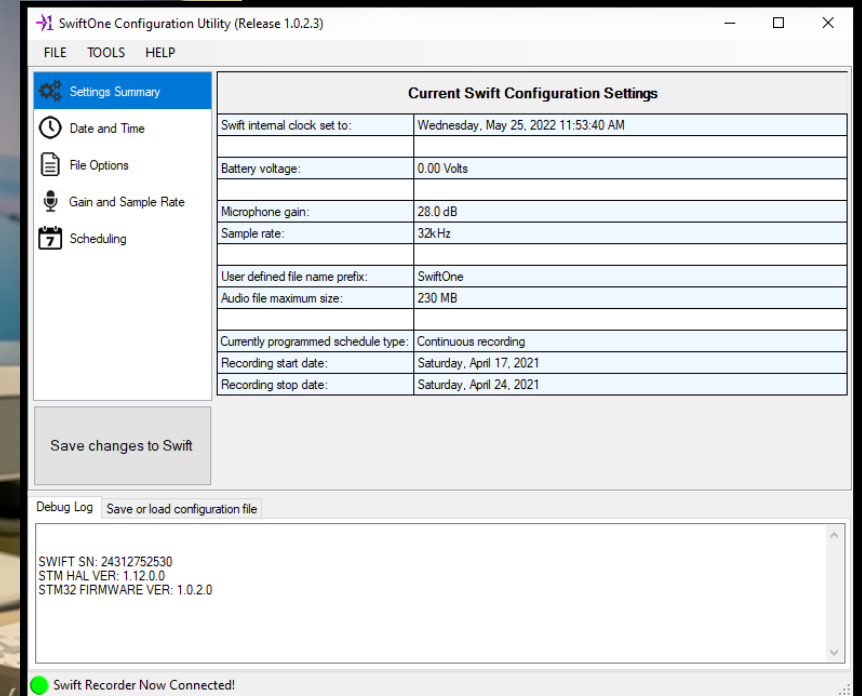 SwiftOne Configuration Utility (Release 1.0.2.3)
FILE TOOLS HELP
Settings Summary
Date and Time
File Options
Gain and Sample Rate
7 Scheduling
Save changes to Swift
Current Swift Configuration Settings
Swift internal clock set to: Wednesday, May 25, 2022 11:53:40 AM
Battery voltage: 0.00 Volts
Microphone gain: 28.0 dB
Sample rate: 32kHz
User defined file name prefix: SwiftOne
Audio file maximum size: 230 MB
Currently programmed schedule type: Continuous recording
Recording start date: Saturday, April 17, 2021
Recording stop date: Saturday, April 24, 2021
Debug Log Save or load configuration file
SWIFT SN: 24312752530
STM HAL VER: 1.12.0.0
STM32 FIRMWARE VER: 1.0.2.0
Swift Recorder Now Connected!